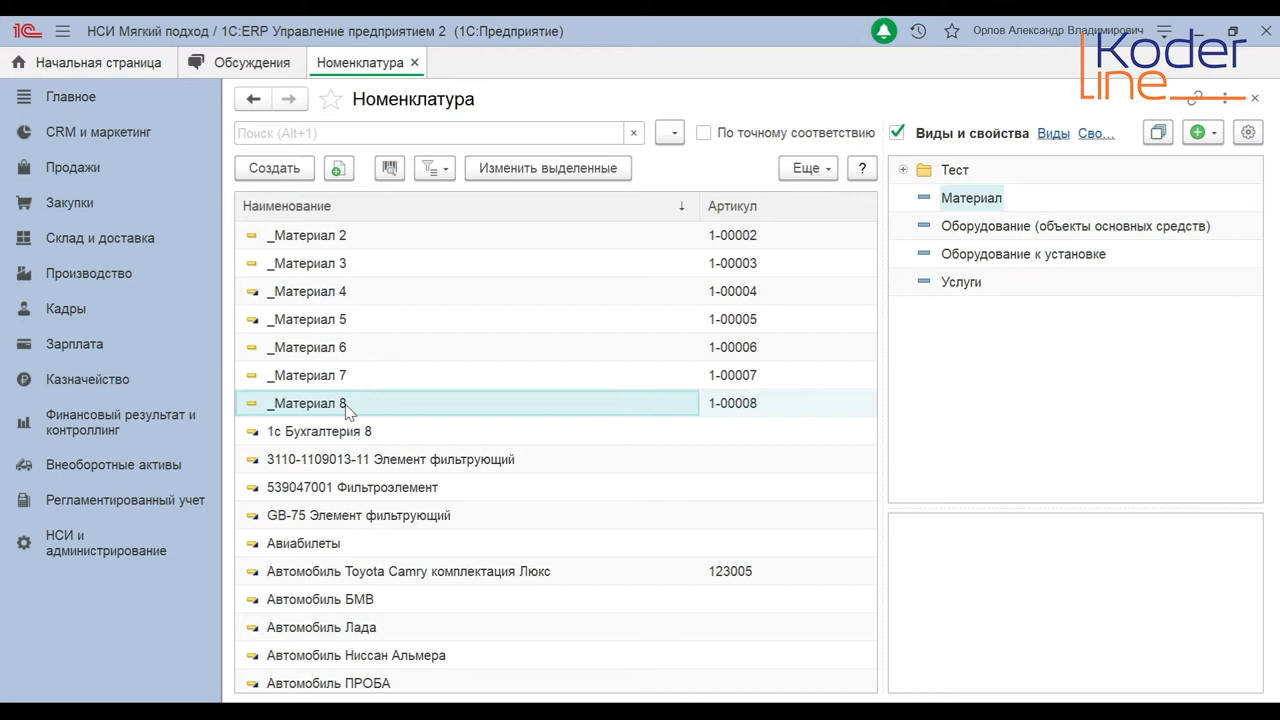 1С НСИ Мягкий подход / 1С:ERP Управление предприятием 2 (1С:Предприятие) Орлов Александр Владимирович
Koder
line
Начальная страница Обсуждения Номенклатура ×
Главное
CRM и маркетинг
Продажи
Закупки
Склад и доставка
Производство
Кадры
Зарплата
Казначейство
Финансовый результат и
контроллинг
Внеоборотные активы
Регламентированный учет
НСИ и
администрирование
Номенклатура
Поиск (Alt+1) × По точному соответствию
Создать Изменить выделенные Еще ?
Наименование ↓ Артикул
_Материал 2 1-00002
_Материал 3 1-00003
_Материал 4 1-00004
_Материал 5 1-00005
_Материал 6 1-00006
_Материал 7 1-00007
_Материал 8 1-00008
1с Бухгалтерия 8
3110-1109013-11 Элемент фильтрующий
539047001 Фильтроэлемент
GB-75 Элемент фильтрующий
Авиабилеты
Автомобиль Toyota Camry комплектация Люкс 123005
Автомобиль БМВ
Автомобиль Лада
Автомобиль Ниссан Альмера
Автомобиль ПРОБА
Виды и свойства Виды Сво...
Тест
Материал
Оборудование (объекты основных средств)
Оборудование к установке
Услуги